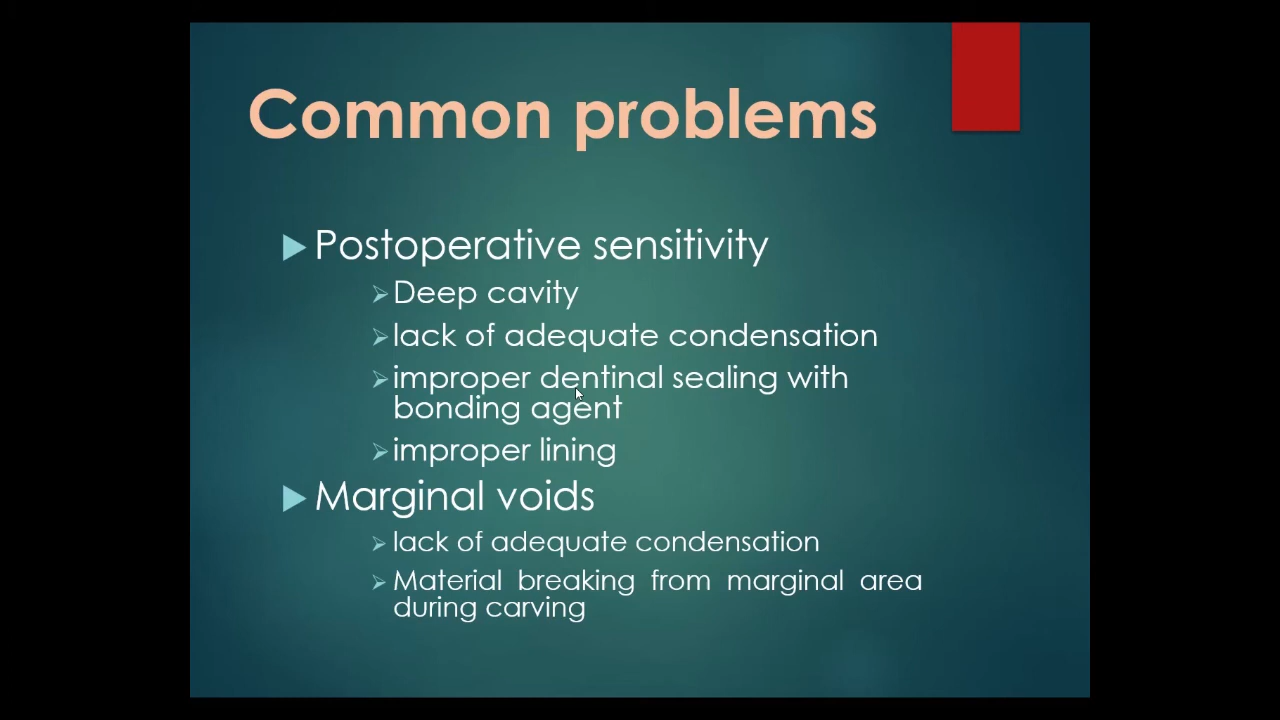 Common problems
Postoperative sensitivity
Deep cavity
lack of adequate condensation
improper dentinal sealing with
bonding agent
improper lining
Marginal voids
lack of adequate condensation
Material breaking from marginal area
during carving